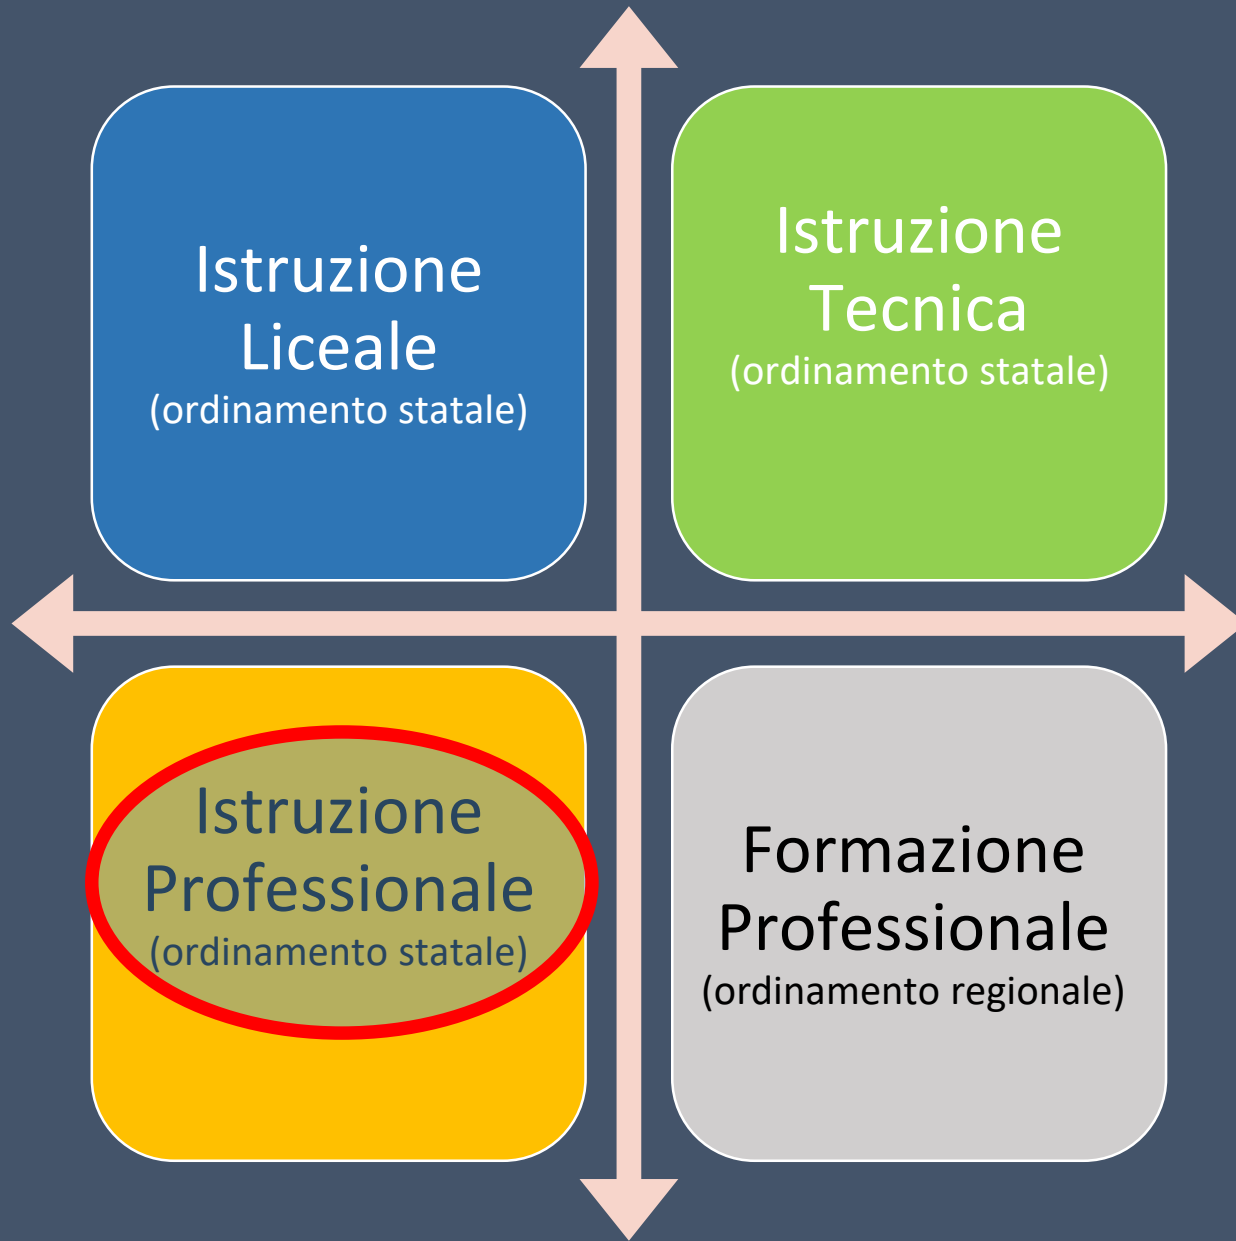 Istruzione
Liceale
(ordinamento statale)
Istruzione
Tecnica
(ordinamento statale)
Istruzione
Professionale
(ordinamento statale)
Formazione
Professionale
(ordinamento regionale)